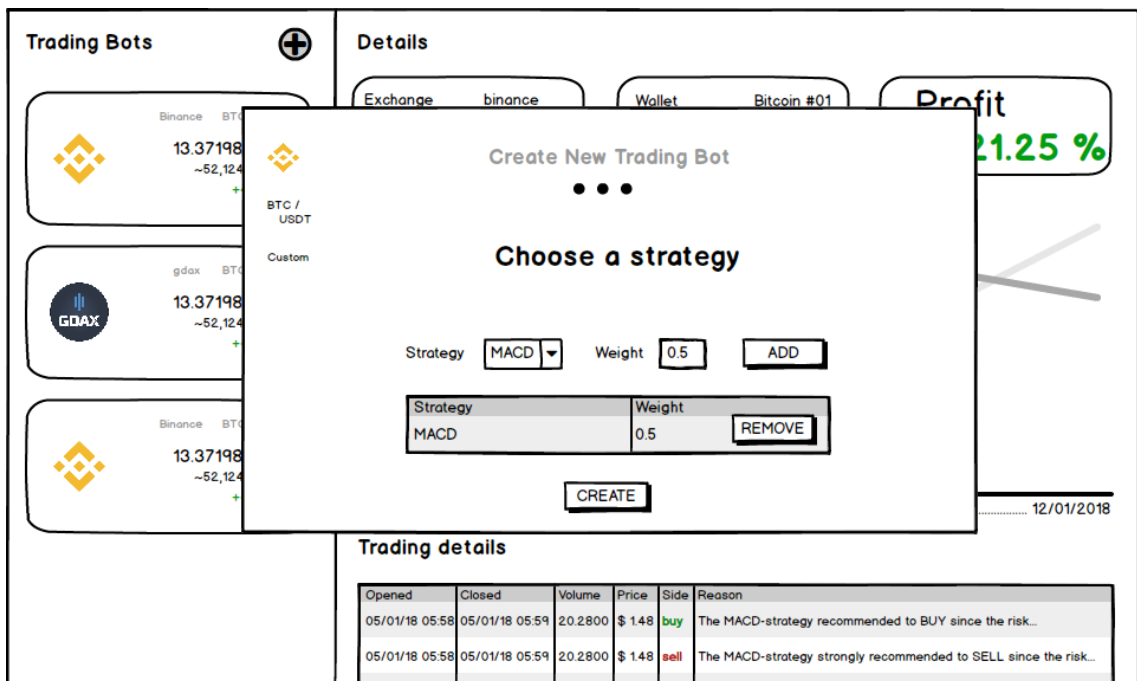 Trading Bots
Details
Exchange binance
Wallet Bitcoin #01
Profit
21.25 %
Binance BTC
13.37198
~52,124
+
gdax BTC
GDAX
13.37198
~52,124
+
Binance BTC
13.37198
~52,124
+
Create New Trading Bot
BTC /
USDT
Custom
Choose a strategy
Strategy MACD Weight 0.5 ADD
Strategy Weight
MACD 0.5 REMOVE
CREATE
12/01/2018
Trading details
Opened Closed Volume Price Side Reason
05/01/18 05:58 05/01/18 05:59 20.2800 $ 1.48 buy The MACD-strategy recommended to BUY since the risk...
05/01/18 05:58 05/01/18 05:59 20.2800 $ 1.48 sell The MACD-strategy strongly recommended to SELL since the risk...